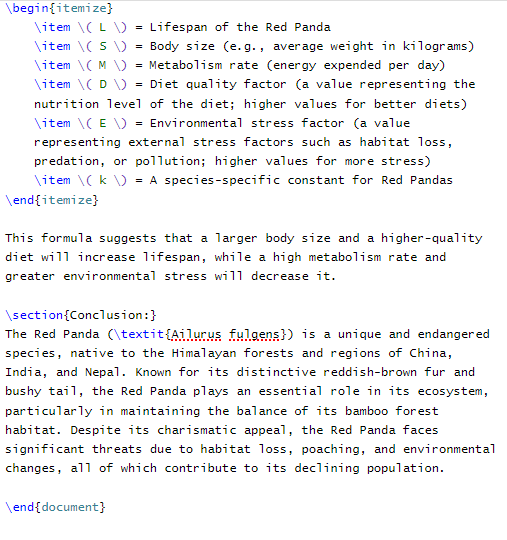 \begin{itemize}
\item \( L \) = Lifespan of the Red Panda
\item \( S \) = Body size (e.g., average weight in kilograms)
\item \( M \) = Metabolism rate (energy expended per day)
\item \( D \) = Diet quality factor (a value representing the
nutrition level of the diet; higher values for better diets)
\item \( E \) = Environmental stress factor (a value
representing external stress factors such as habitat loss,
predation, or pollution; higher values for more stress)
\item \( k \) = A species-specific constant for Red Pandas
\end{itemize}
This formula suggests that a larger body size and a higher-quality
diet will increase lifespan, while a high metabolism rate and
greater environmental stress will decrease it.
\section{Conclusion:}
The Red Panda (\textit{Ailurus fulgens}) is a unique and endangered
species, native to the Himalayan forests and regions of China,
India, and Nepal. Known for its distinctive reddish-brown fur and
bushy tail, the Red Panda plays an essential role in its ecosystem,
particularly in maintaining the balance of its bamboo forest
habitat. Despite its charismatic appeal, the Red Panda faces
significant threats due to habitat loss, poaching, and environmental
changes, all of which contribute to its declining population.
\end{document}